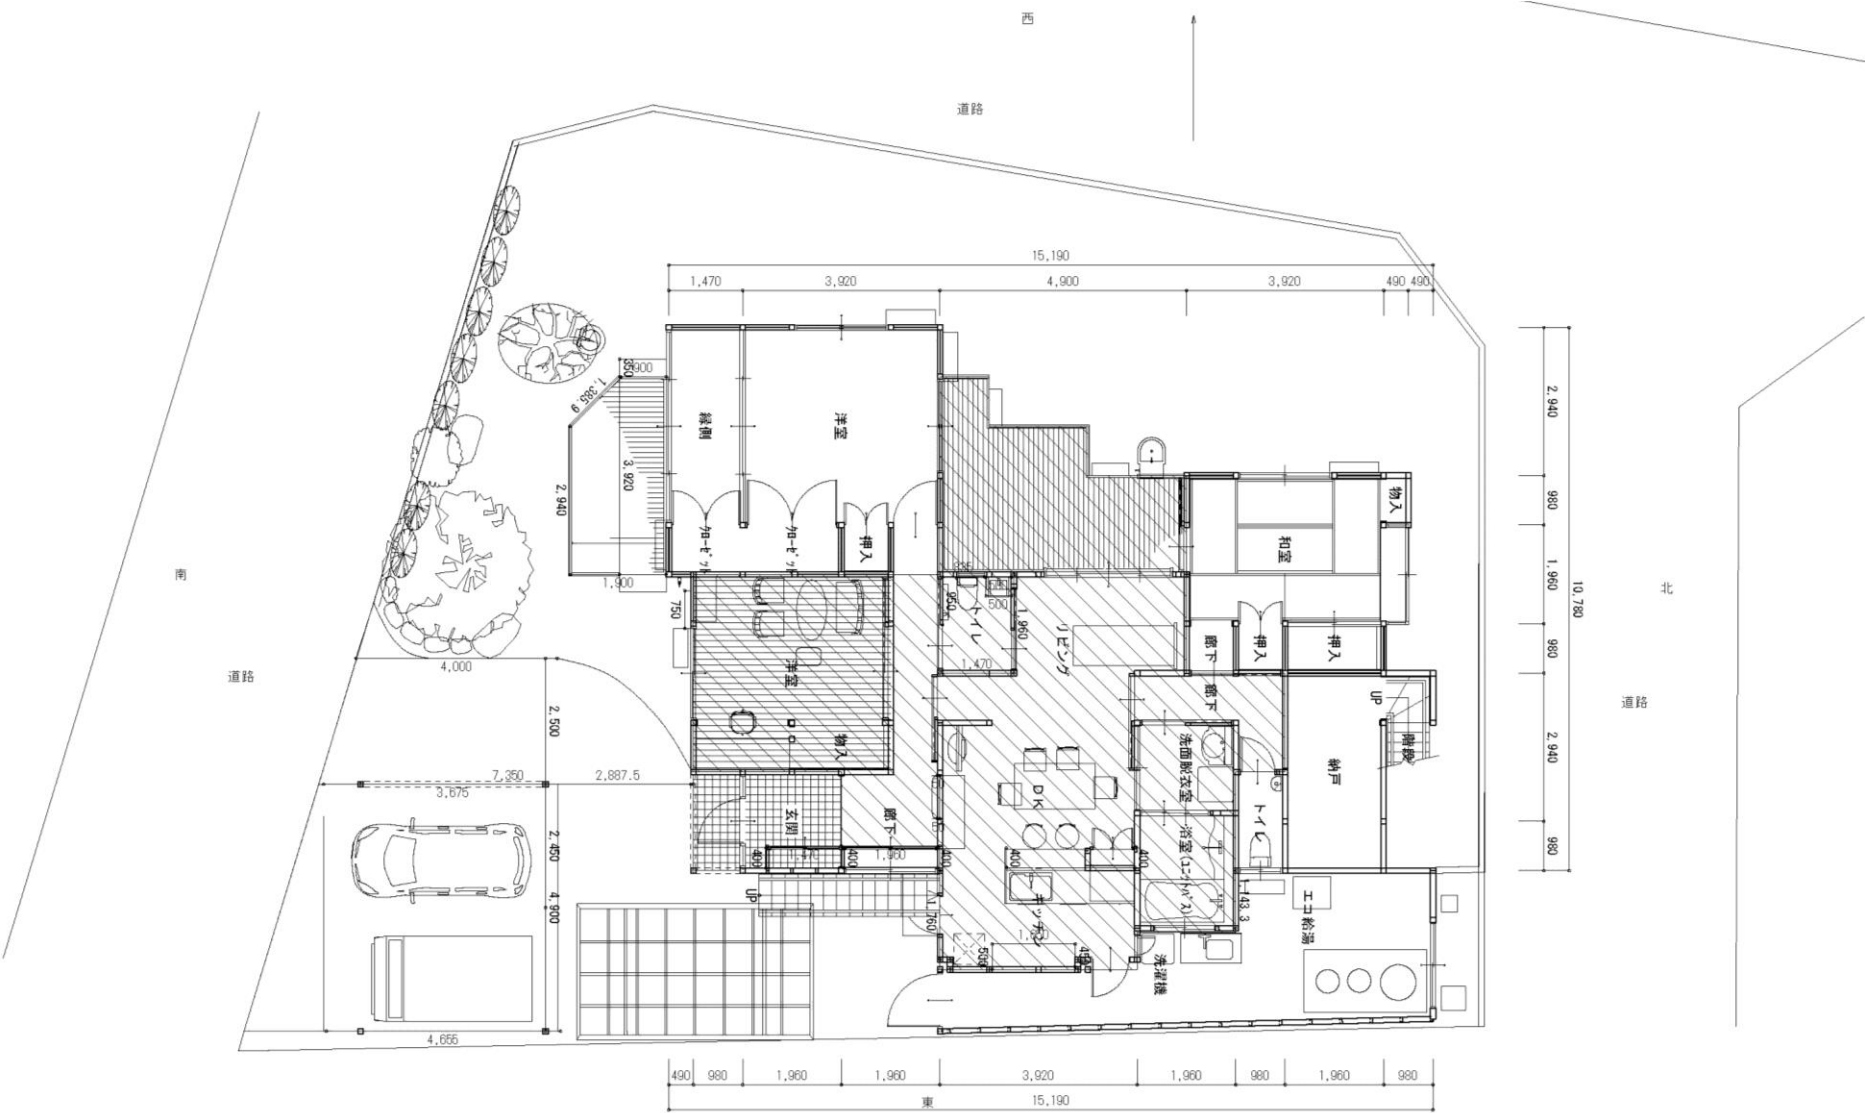 西
道路
15,190
1,470
3,920
4,900
3,920
490
490
350
900
1,385.9
縁側
洋室
2,940
3,920
2,940
物入
980
クローゼット
クローゼット
押入
和室
1,960
10,780
南
北
1,900
750
950
500
トイレ
1,960
リビング
廊下
押入
押入
980
道路
4,000
洋室
1,470
廊下
UP
道路
2,500
物入
洗面脱衣室
納戸
階段
2,940
7,350
2,887.5
3,675
DK
玄関
廊下
トイレ
浴室(ユニットバス)
2,450
980
400
1,470
400
1,960
400
400
400
UP
1,760
キッチン
143.3
エコ給湯
4,900
500
450
洗濯機
4,655
490
980
1,960
1,960
3,920
1,960
980
1,960
980
東
15,190